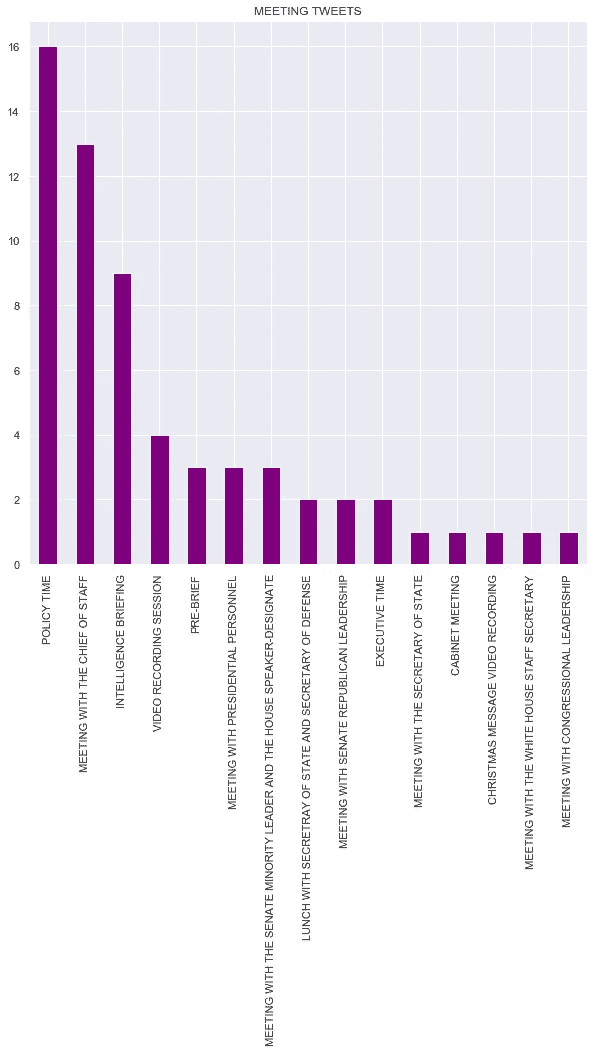 MEETING TWEETS
16
14
12
10
8
6
4
2
0
POLICY TIME
MEETING WITH THE CHIEF OF STAFF
INTELLIGENCE BRIEFING
VIDEO RECORDING SESSION
PRE-BRIEF
MEETING WITH PRESIDENTIAL PERSONNEL
MEETING WITH THE SENATE MINORITY LEADER AND THE HOUSE SPEAKER-DESIGNATE
LUNCH WITH SECRETRAY OF STATE AND SECRETARY OF DEFENSE
MEETING WITH SENATE REPUBLICAN LEADERSHIP
EXECUTIVE TIME
MEETING WITH THE SECRETARY OF STATE
CABINET MEETING
CHRISTMAS MESSAGE VIDEO RECORDING
MEETING WITH THE WHITE HOUSE STAFF SECRETARY
MEETING WITH CONGRESSIONAL LEADERSHIP